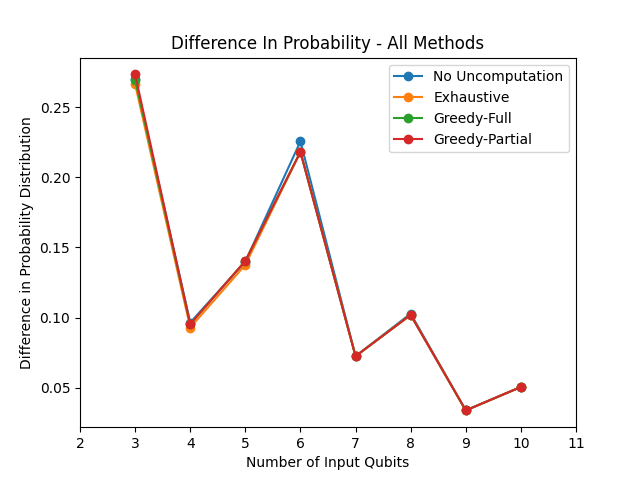 Difference In Probability - All Methods
Difference in Probability Distribution
0.25
0.20
0.15
0.10
0.05
No Uncomputation
Exhaustive
Greedy-Full
Greedy-Partial
2 3 4 5 6 7 8 9 10 11
Number of Input Qubits